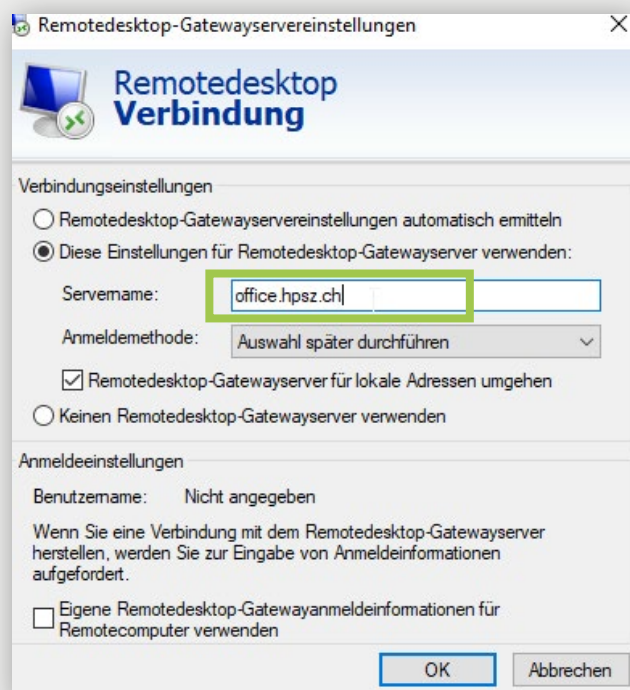 Remotedesktop-Gatewayservereinstellungen
Remotedesktop
Verbindung
Verbindungseinstellungen
Remotedesktop-Gatewayservereinstellungen automatisch ermitteln
Diese Einstellungen für Remotedesktop-Gatewayserver verwenden:
Servername: office.hpsz.ch
Anmeldemethode: Auswahl später durchführen
Remotedesktop-Gatewayserver für lokale Adressen umgehen
Keinen Remotedesktop-Gatewayserver verwenden
Anmeldeeinstellungen
Benutzername: Nicht angegeben
Wenn Sie eine Verbindung mit dem Remotedesktop-Gatewayserver
herstellen, werden Sie zur Eingabe von Anmeldeinformationen
aufgefordert.
Eigene Remotedesktop-Gatewayanmeldeinformationen für
Remotecomputer verwenden
OK Abbrechen